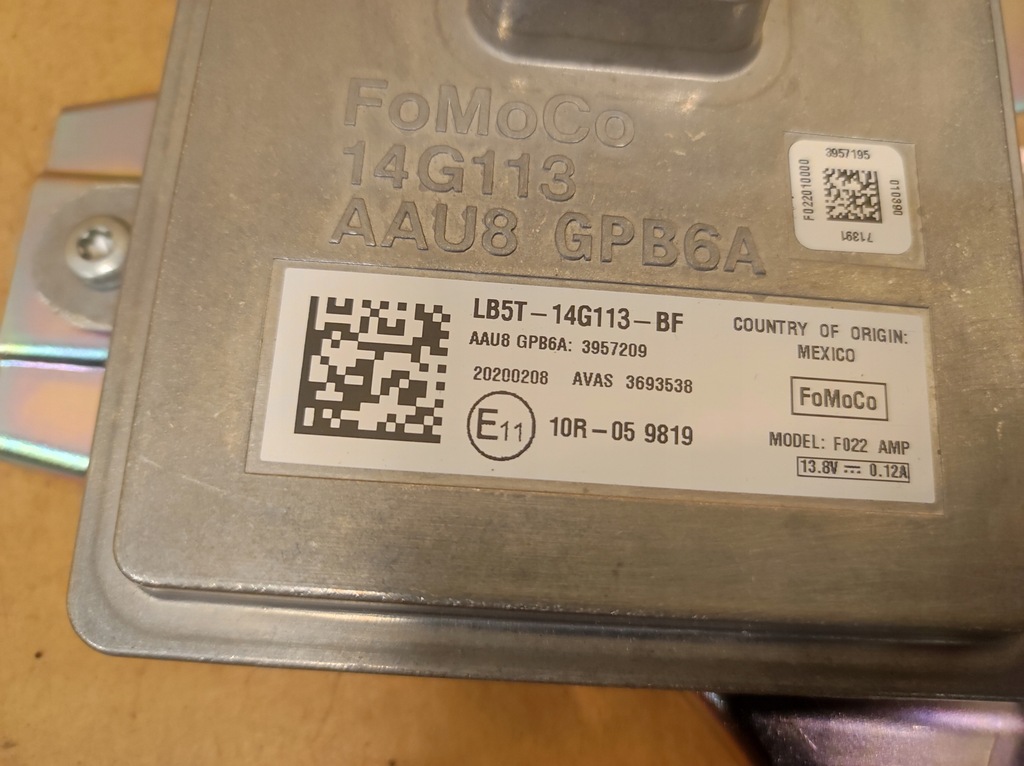 FoMoCo
14G113
AAU8 GPB6A
3957195
F022010000
010390
71391
LB5T-14G113-BF
AAU8 GPB6A: 3957209
20200208 AVAS 3693538
E11 10R-05 9819
COUNTRY OF ORIGIN:
MEXICO
FoMoCo
MODEL: F022 AMP
13.8V ⎓ 0.12A